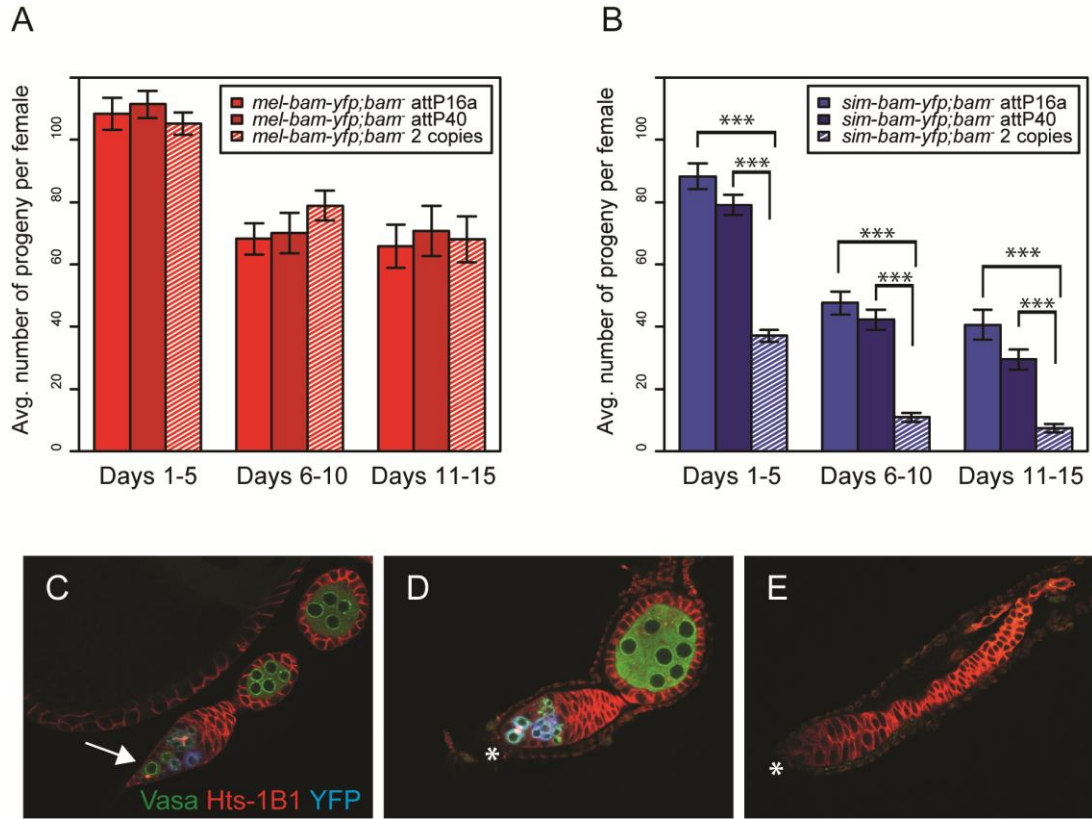 A
Avg. number of progeny per female
0 20 40 60 80 100
mel-bam-yfp;bam⁻ attP16a
mel-bam-yfp;bam⁻ attP40
mel-bam-yfp;bam⁻ 2 copies
Days 1-5 Days 6-10 Days 11-15
B
Avg. number of progeny per female
0 20 40 60 80 100
sim-bam-yfp;bam⁻ attP16a
sim-bam-yfp;bam⁻ attP40
sim-bam-yfp;bam⁻ 2 copies
***
***
***
***
***
***
Days 1-5 Days 6-10 Days 11-15
C
Vasa Hts-1B1 YFP
D
*
E
*